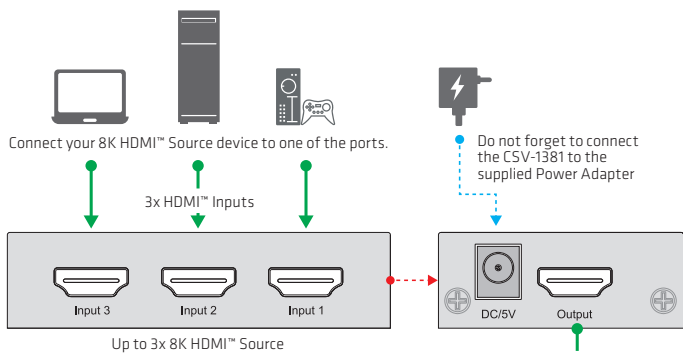 Connect your 8K HDMI™ Source device to one of the ports.
Do not forget to connect
the CSV-1381 to the
supplied Power Adapter
3x HDMI™ Inputs
Input 3
Input 2
Input 1
DC/5V
Output
Up to 3x 8K HDMI™ Source